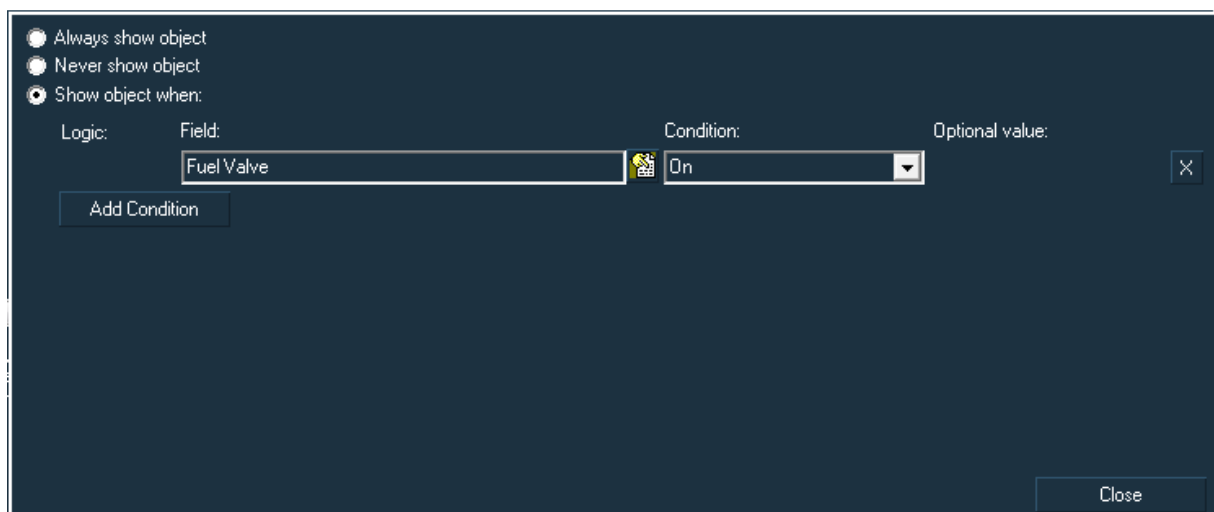 Always show object
Never show object
Show object when:
Logic: Field: Condition: Optional value:
Fuel Valve On X
Add Condition
Close